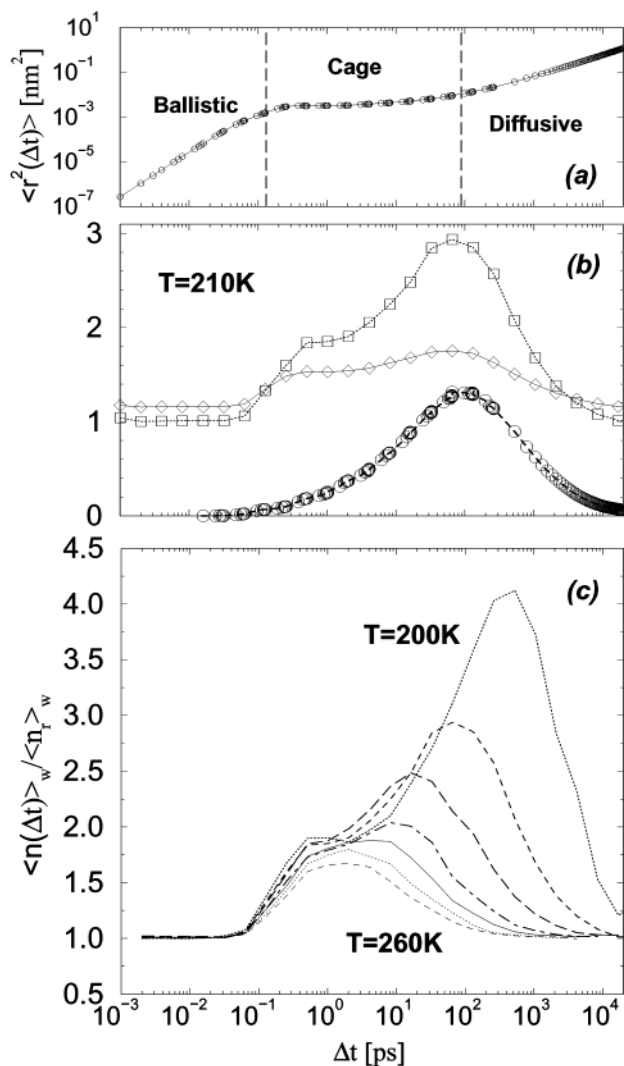 10^1
10^-1
10^-3
10^-5
10^-7
<r^2(Δt)> [nm^2]
Ballistic
Cage
Diffusive
(a)
3
2
1
0
T=210K
(b)
4.5
4.0
3.5
3.0
2.5
2.0
1.5
1.0
0.5
<n(Δt)>_w/<n_r>_w
(c)
T=200K
T=260K
10^-3
10^-2
10^-1
10^0
10^1
10^2
10^3
10^4
Δt [ps]